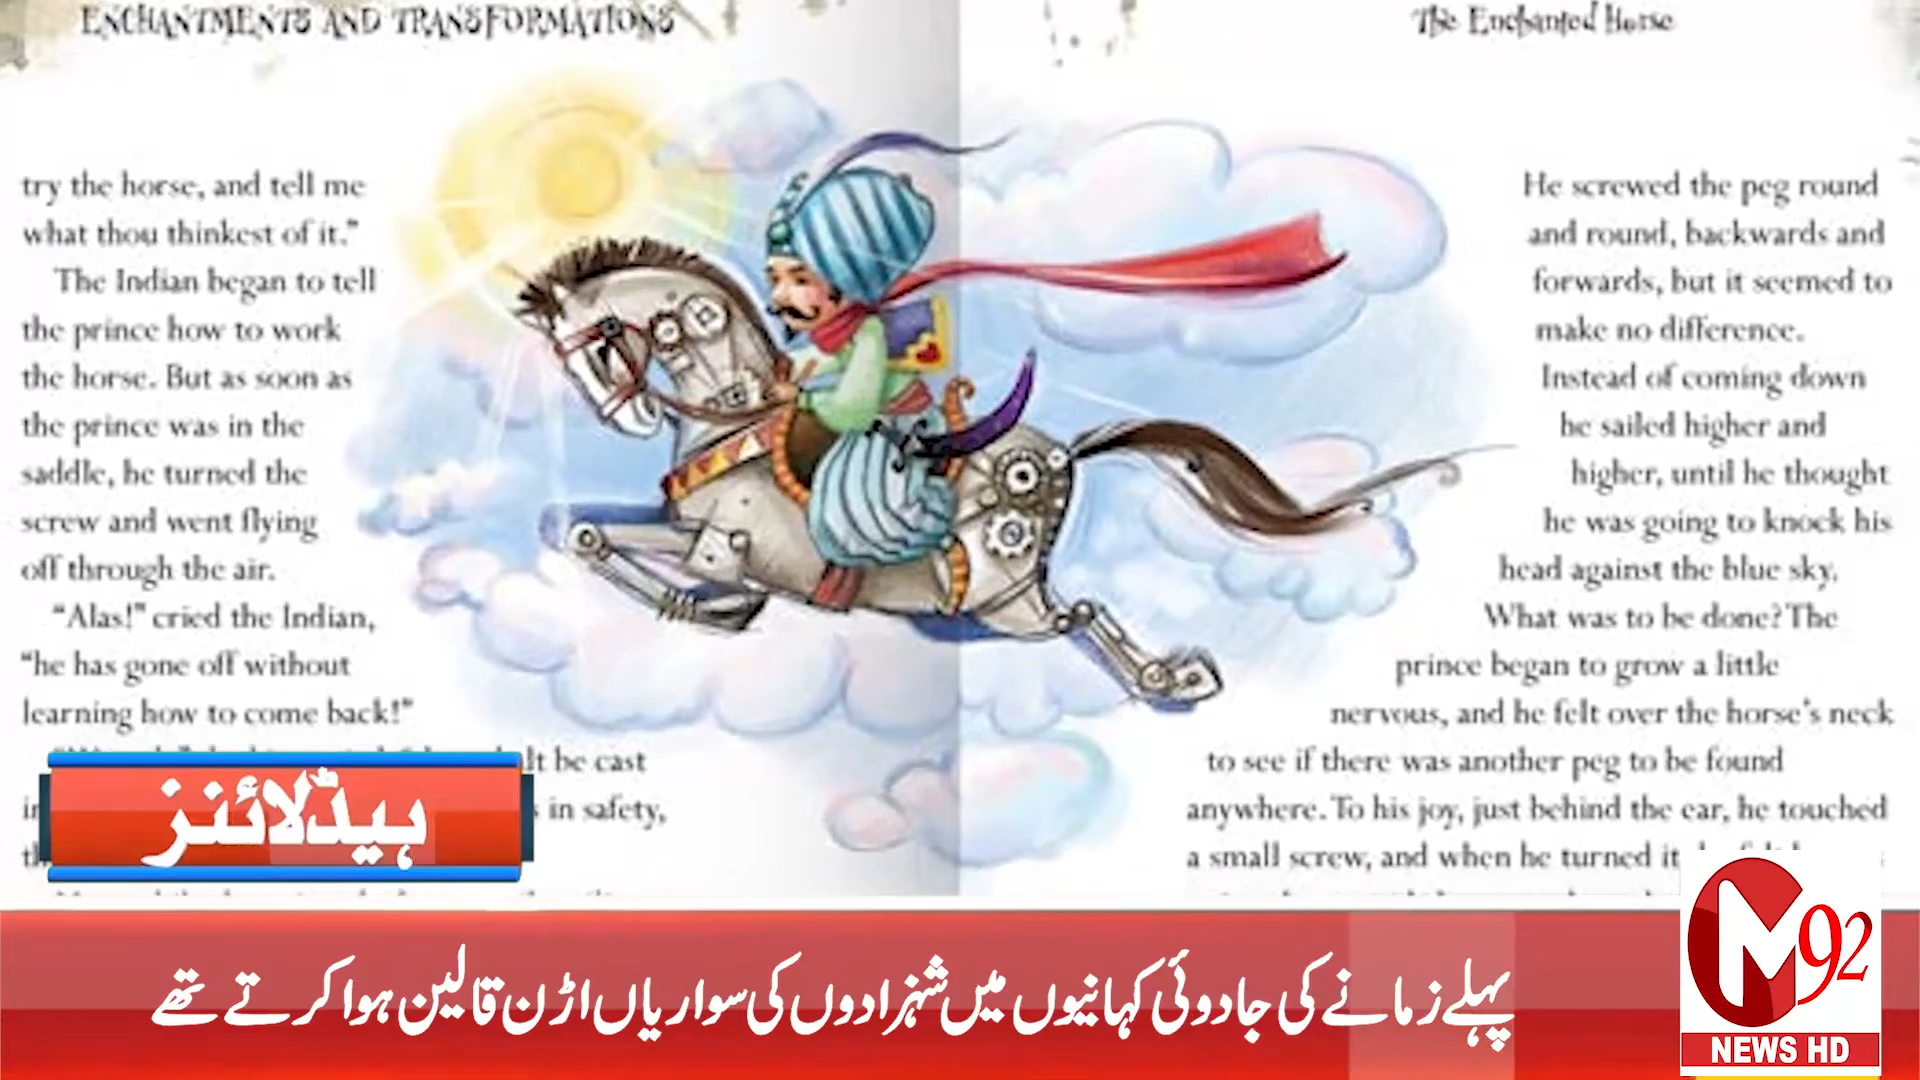 ENCHANTMENTS AND TRANSFORMATIONS
try the horse, and tell me
what thou thinkest of it."
The Indian began to tell
the prince how to work
the horse. But as soon as
the prince was in the
saddle, he turned the
screw and went flying
off through the air.
"Alas!" cried the Indian,
"he has gone off without
learning how to come back!"
be cast
in safety,
The Enchanted Horse
He screwed the peg round
and round, backwards and
forwards, but it seemed to
make no difference.
Instead of coming down
he sailed higher and
higher, until he thought
he was going to knock his
head against the blue sky.
What was to be done? The
prince began to grow a little
nervous, and he felt over the horse's neck
to see if there was another peg to be found
anywhere. To his joy, just behind the ear, he touched
a small screw, and when he turned it
ہیڈلائنز
پہلے زمانے کی جادوئی کہانیوں میں شہزادوں کی سواریاں اڑن قالین ہوا کرتے تھے
M 92
NEWS HD